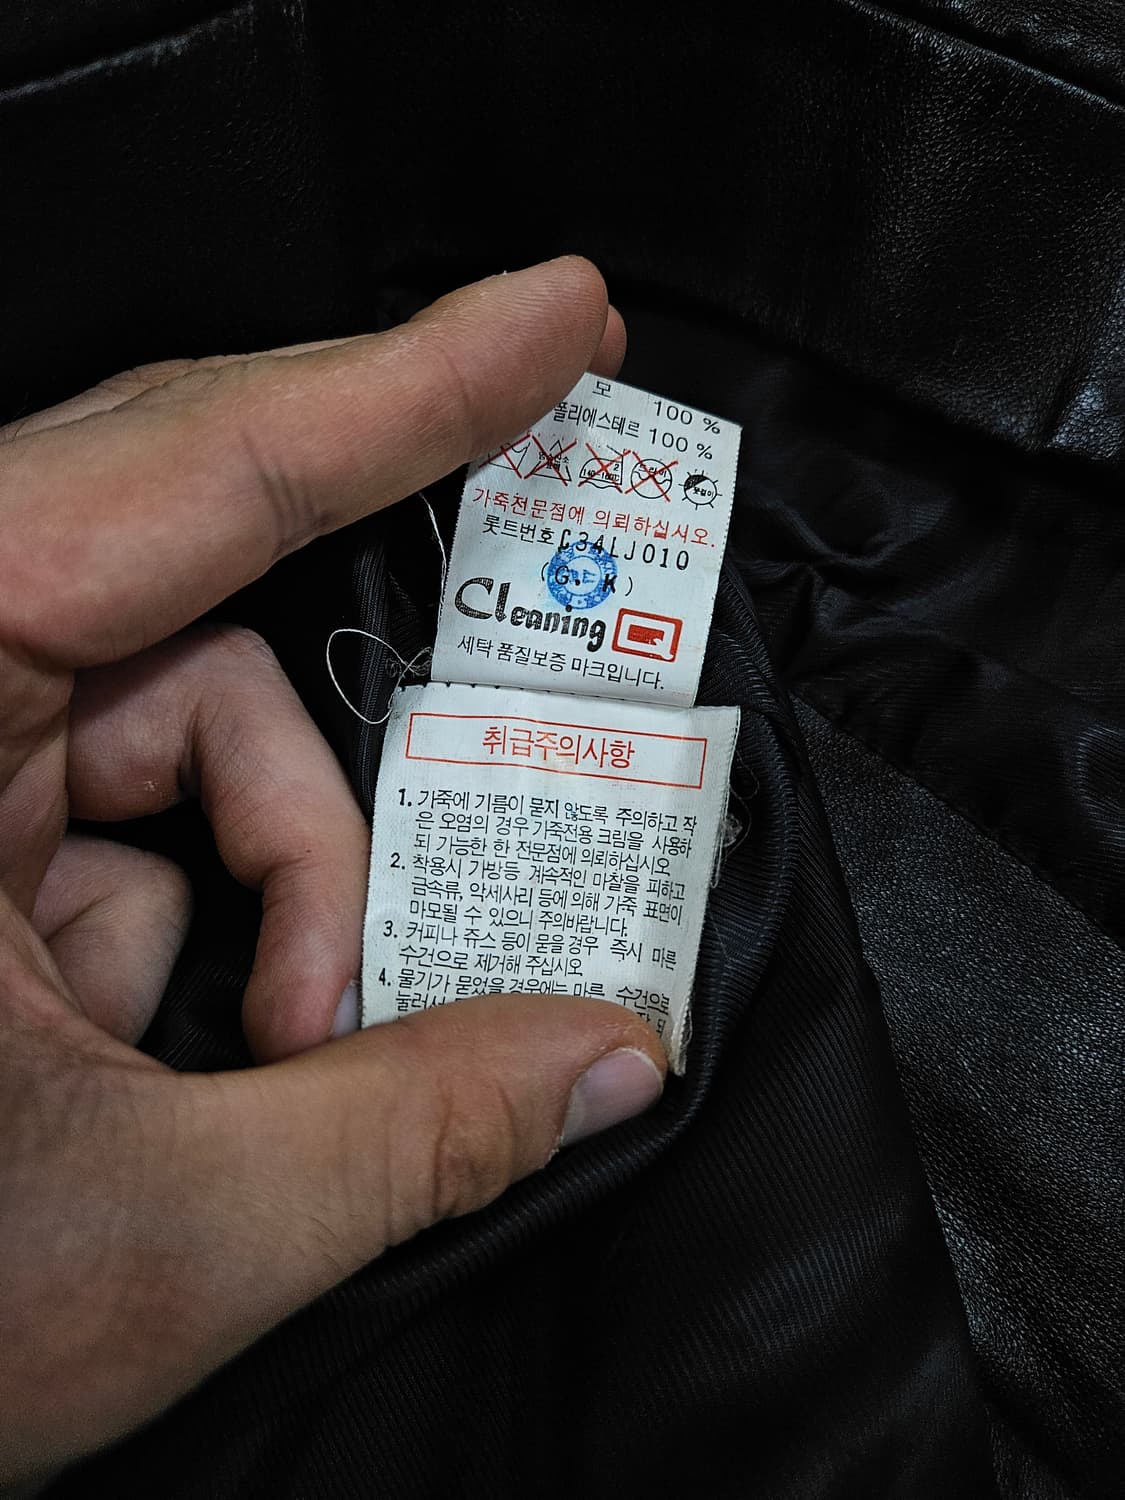 모 100 %
폴리에스테르 100 %
드라이
옷걸이
가죽전문점에 의뢰하십시오.
롯트번호 C34LJ010
(G. K)
Cleaning
세탁 품질보증 마크입니다.
취급주의사항
1. 가죽에 기름이 묻지 않도록 주의하고 작
은 오염의 경우 가죽전용 크림을 사용하
되 가능한 한 전문점에 의뢰하십시오
2. 착용시 가방등 계속적인 마찰을 피하고
금속류, 악세사리 등에 의해 가죽 표면이
마모될 수 있으니 주의바랍니다.
3. 커피나 쥬스 등이 묻을 경우 즉시 마른
수건으로 제거해 주십시오
4. 물기가 묻었을 경우에는 마른 수건으로
눌러서